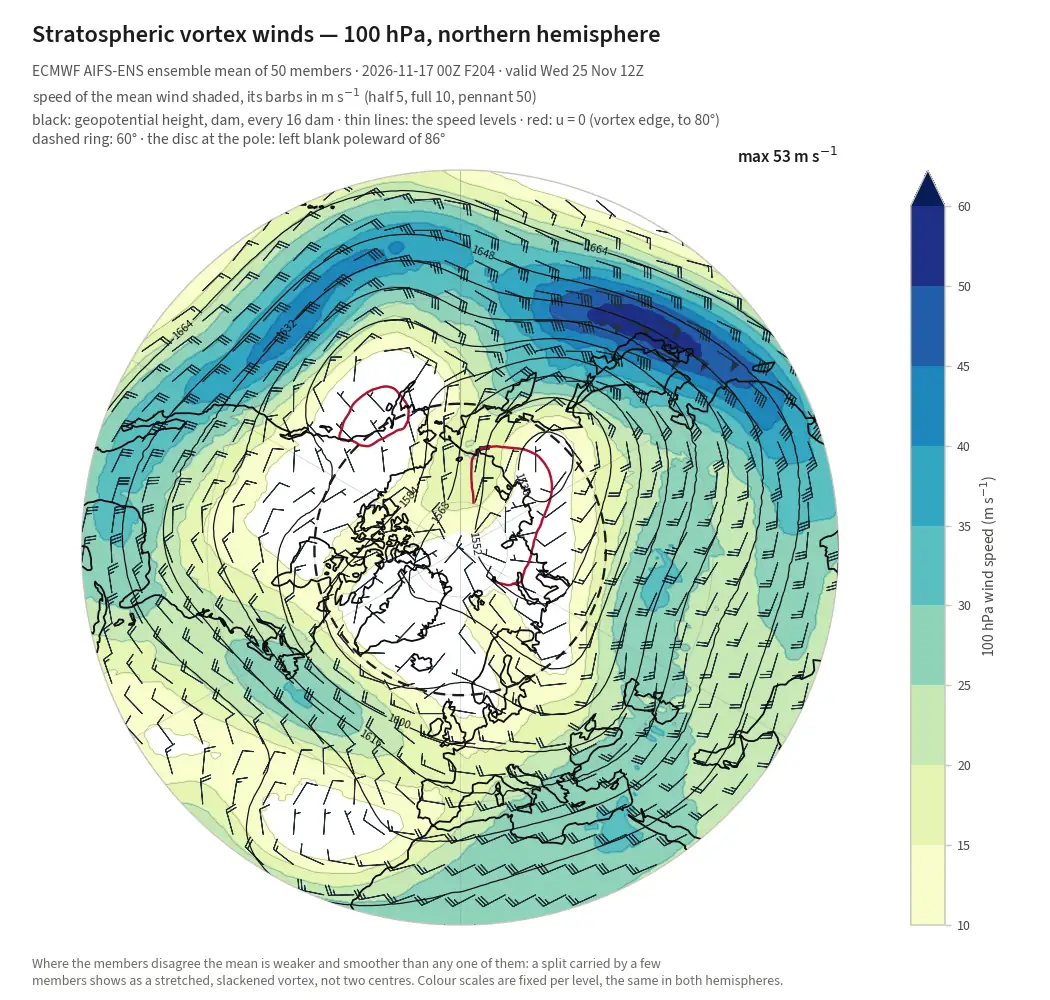 Stratospheric vortex winds — 100 hPa, northern hemisphere
ECMWF AIFS-ENS ensemble mean of 50 members · 2026-11-17 00Z F204 · valid Wed 25 Nov 12Z
speed of the mean wind shaded, its barbs in m s⁻¹ (half 5, full 10, pennant 50)
black: geopotential height, dam, every 16 dam · thin lines: the speed levels · red: u = 0 (vortex edge, to 80°)
dashed ring: 60° · the disc at the pole: left blank poleward of 86°
max 53 m s⁻¹
1648
1664
1664
1632
1584
1568
1552
1600
1616
60
50
45
40
35
30
25
20
15
10
100 hPa wind speed (m s⁻¹)
Where the members disagree the mean is weaker and smoother than any one of them: a split carried by a few
members shows as a stretched, slackened vortex, not two centres. Colour scales are fixed per level, the same in both hemispheres.